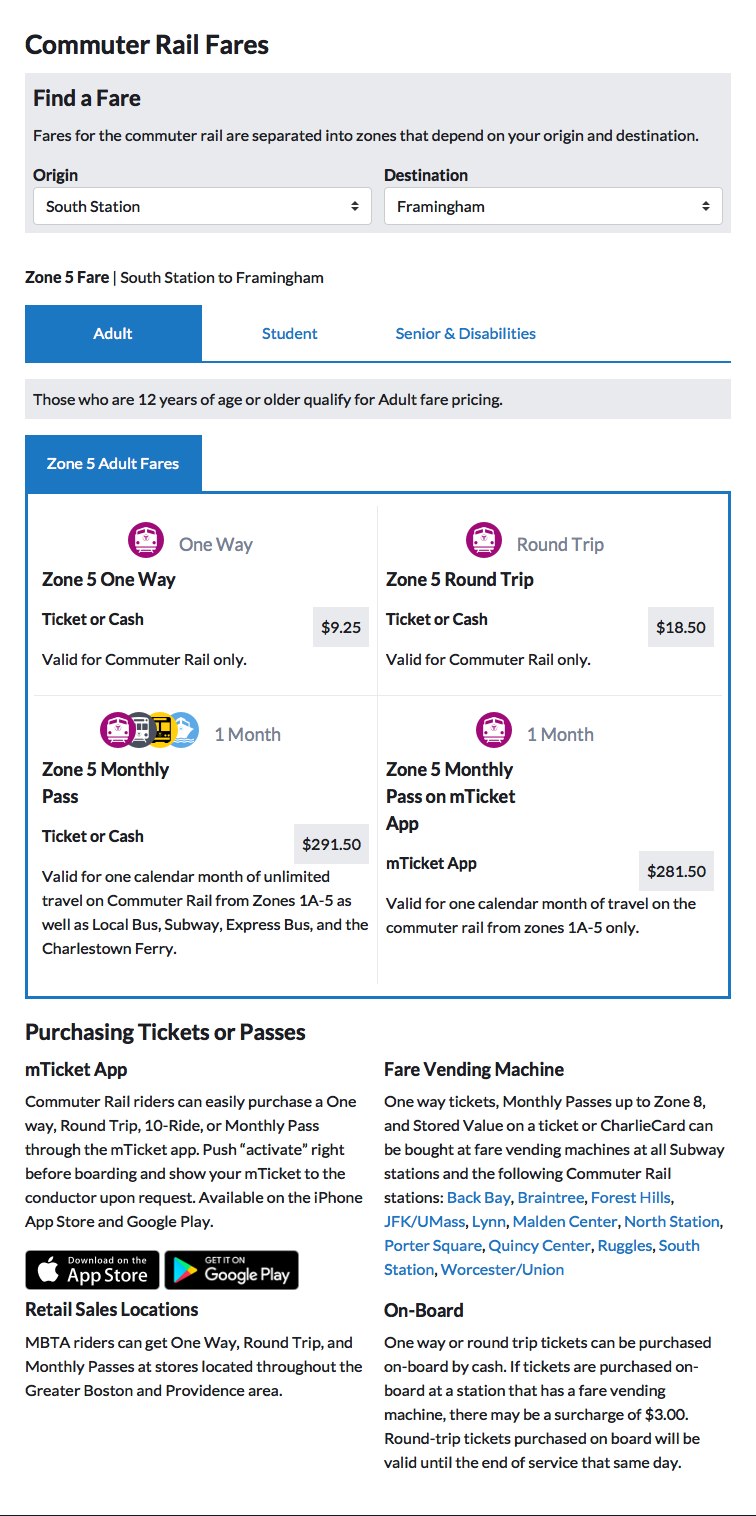 Commuter Rail Fares
Find a Fare
Fares for the commuter rail are separated into zones that depend on your origin and destination.
Origin
South Station
Destination
Framingham
Zone 5 Fare | South Station to Framingham
Adult
Student
Senior & Disabilities
Those who are 12 years of age or older qualify for Adult fare pricing.
Zone 5 Adult Fares
One Way
Zone 5 One Way
Ticket or Cash
$9.25
Valid for Commuter Rail only.
Round Trip
Zone 5 Round Trip
Ticket or Cash
$18.50
Valid for Commuter Rail only.
1 Month
Zone 5 Monthly
Pass
Ticket or Cash
$291.50
Valid for one calendar month of unlimited
travel on Commuter Rail from Zones 1A-5 as
well as Local Bus, Subway, Express Bus, and the
Charlestown Ferry.
1 Month
Zone 5 Monthly
Pass on mTicket
App
mTicket App
$281.50
Valid for one calendar month of travel on the
commuter rail from zones 1A-5 only.
Purchasing Tickets or Passes
mTicket App
Commuter Rail riders can easily purchase a One
way, Round Trip, 10-Ride, or Monthly Pass
through the mTicket app. Push “activate” right
before boarding and show your mTicket to the
conductor upon request. Available on the iPhone
App Store and Google Play.
Download on the
App Store
GET IT ON
Google Play
Fare Vending Machine
One way tickets, Monthly Passes up to Zone 8,
and Stored Value on a ticket or CharlieCard can
be bought at fare vending machines at all Subway
stations and the following Commuter Rail
stations: Back Bay, Braintree, Forest Hills,
JFK/UMass, Lynn, Malden Center, North Station,
Porter Square, Quincy Center, Ruggles, South
Station, Worcester/Union
Retail Sales Locations
MBTA riders can get One Way, Round Trip, and
Monthly Passes at stores located throughout the
Greater Boston and Providence area.
On-Board
One way or round trip tickets can be purchased
on-board by cash. If tickets are purchased on-
board at a station that has a fare vending
machine, there may be a surcharge of $3.00.
Round-trip tickets purchased on board will be
valid until the end of service that same day.